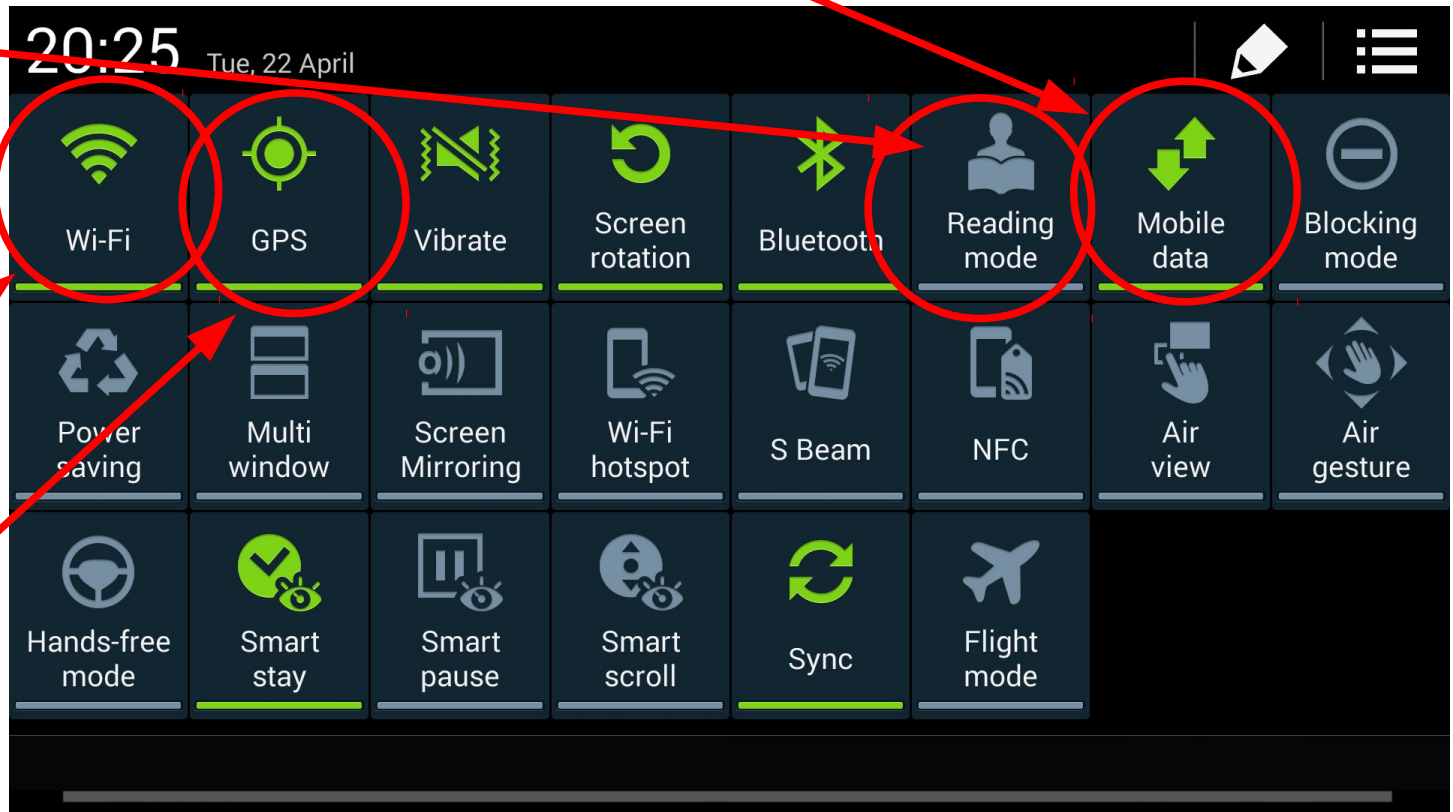 20:25 Tue, 22 April
Wi-Fi
GPS
Vibrate
Screen
rotation
Bluetooth
Reading
mode
Mobile
data
Blocking
mode
Power
saving
Multi
window
Screen
Mirroring
Wi-Fi
hotspot
S Beam
NFC
Air
view
Air
gesture
Hands-free
mode
Smart
stay
Smart
pause
Smart
scroll
Sync
Flight
mode